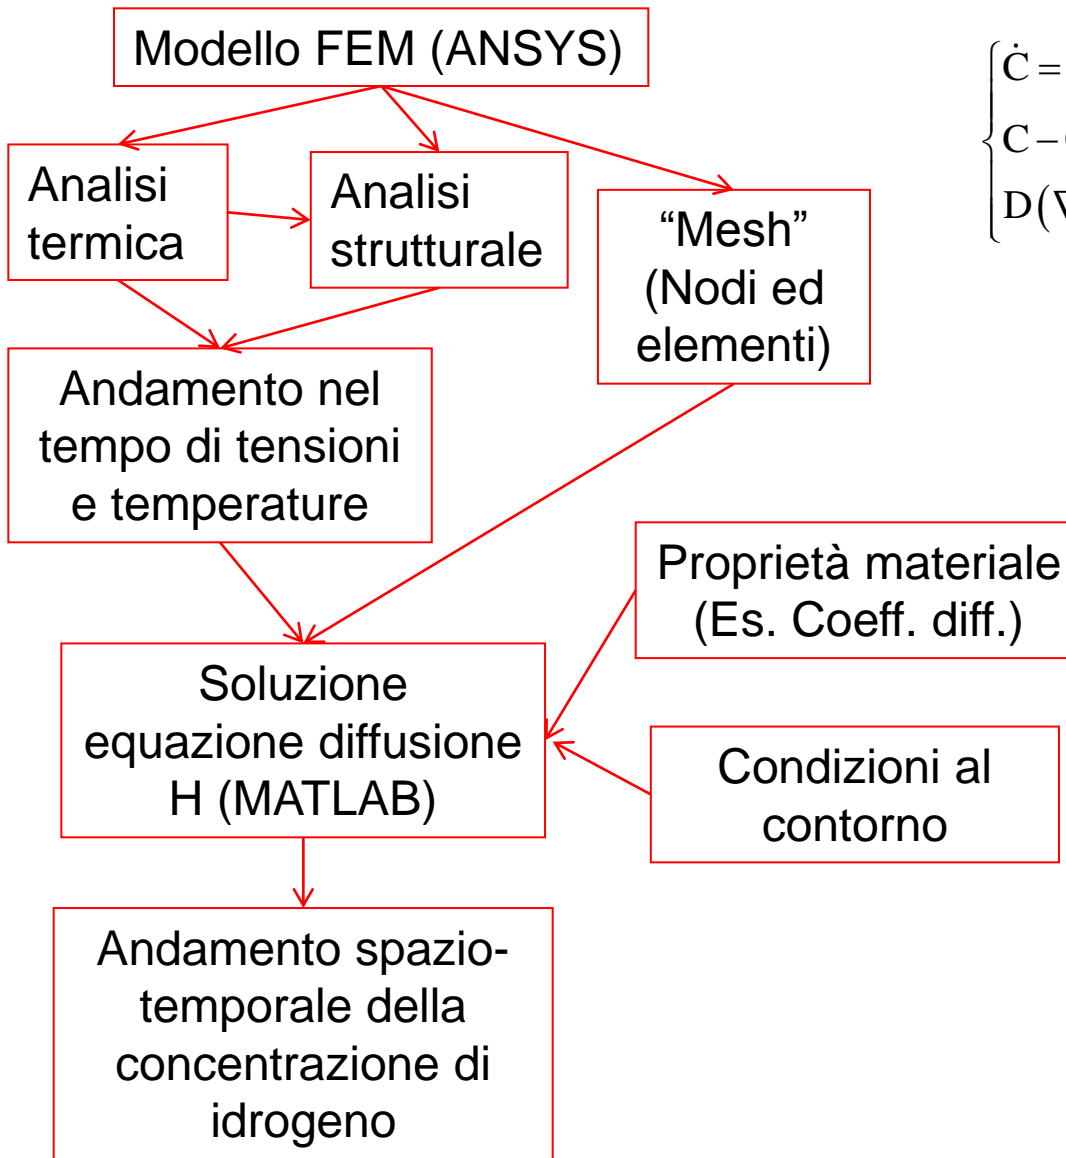 Modello FEM (ANSYS)
Ċ =
C –
D(∇
Analisi
termica
Analisi
strutturale
“Mesh”
(Nodi ed
elementi)
Andamento nel
tempo di tensioni
e temperature
Proprietà materiale
(Es. Coeff. diff.)
Soluzione
equazione diffusione
H (MATLAB)
Condizioni al
contorno
Andamento spazio-
temporale della
concentrazione di
idrogeno